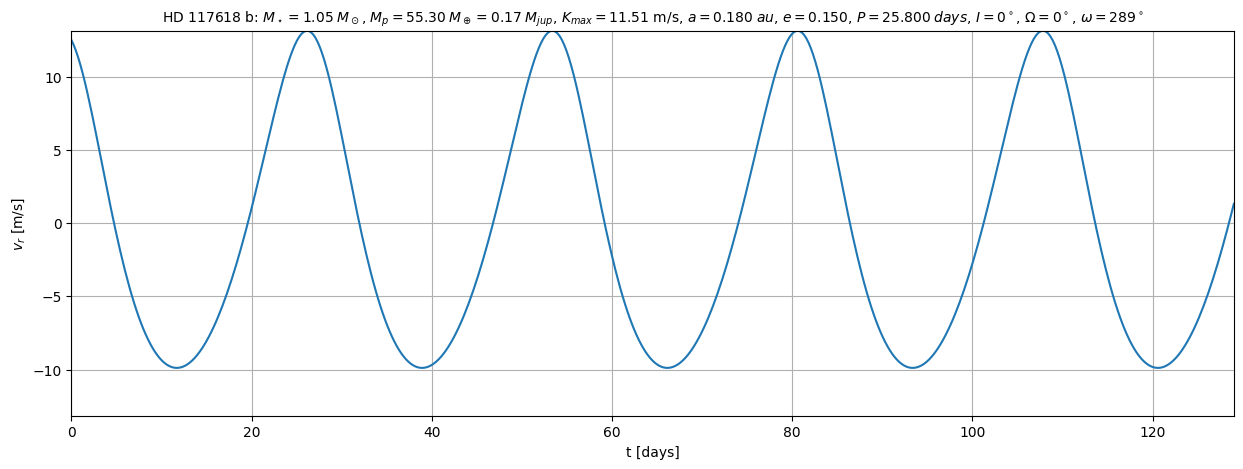 HD 117618 b: M⋆ = 1.05 M⊙, Mp = 55.30 M⊕ = 0.17 Mjup, Kmax = 11.51 m/s, a = 0.180 au, e = 0.150, P = 25.800 days, I = 0°, Ω = 0°, ω = 289°
10
5
0
−5
−10
vr [m/s]
0 20 40 60 80 100 120
t [days]